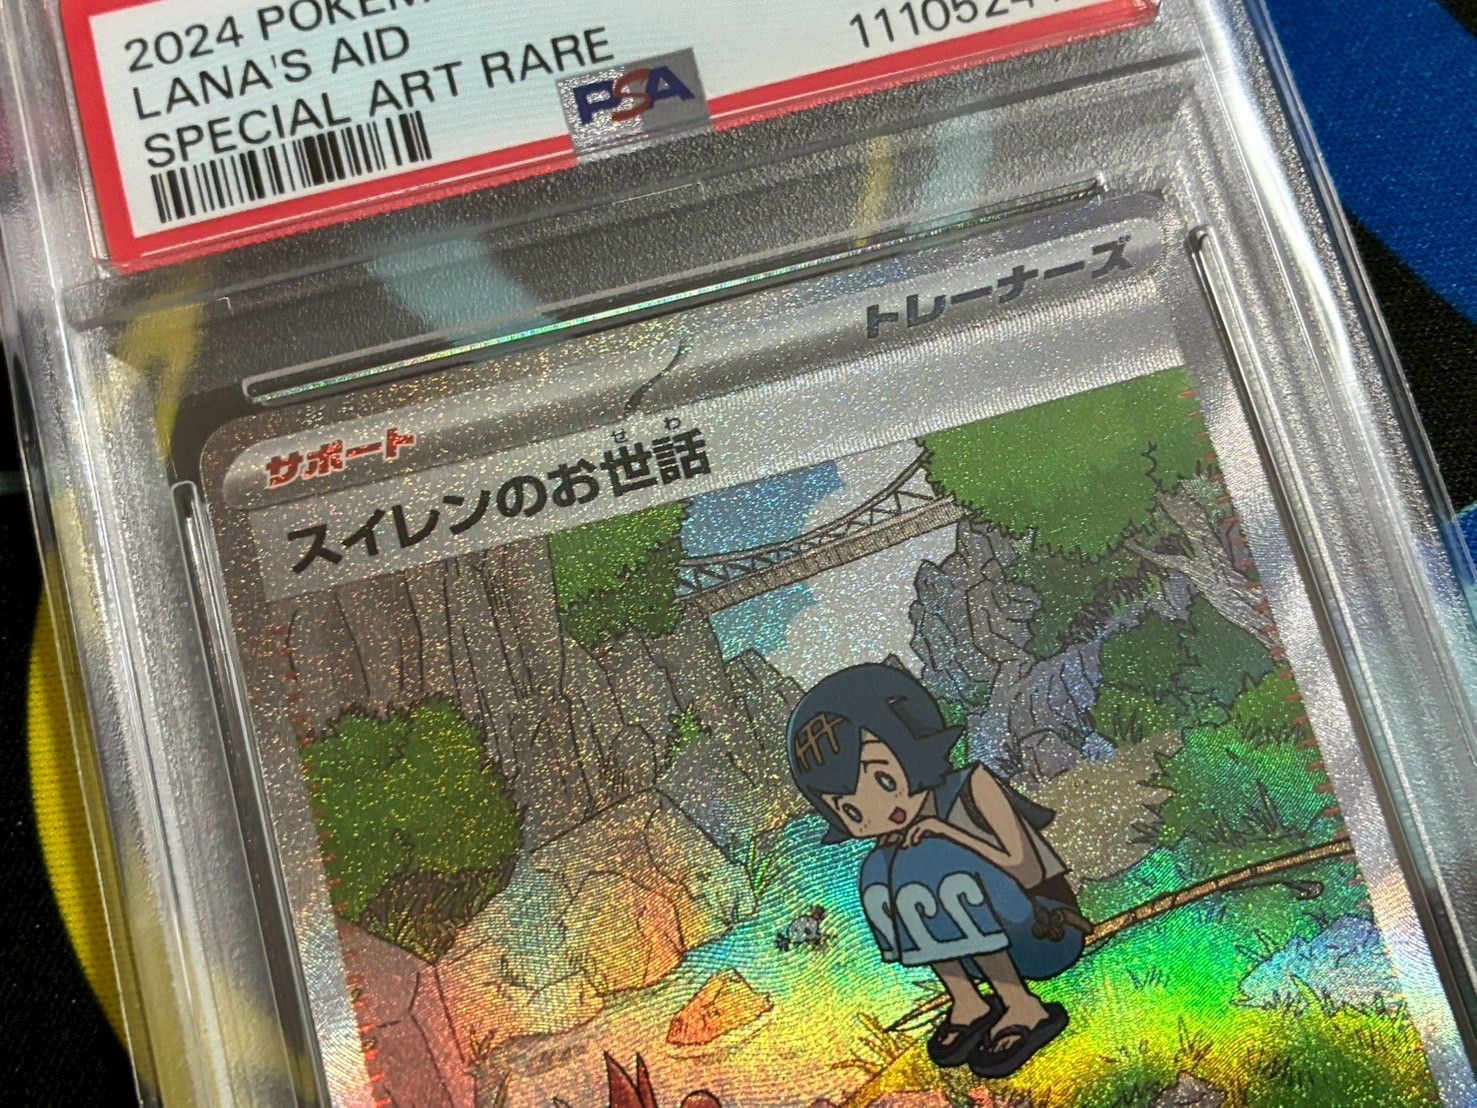 2024 POKEM
LANA'S AID
SPECIAL ART RARE
1110524
PSA
トレーナーズ
サポート
せわ
スイレンのお世話